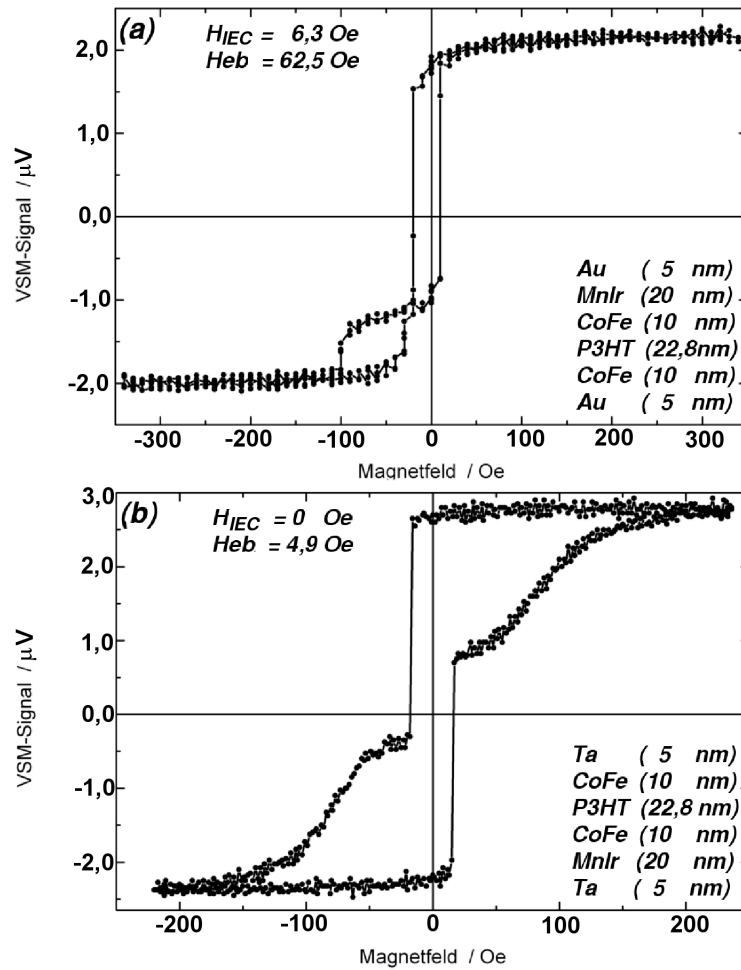 (a)
H_IEC = 6,3 Oe
Heb = 62,5 Oe
2,0
1,0
0,0
-1,0
-2,0
VSM-Signal / μV
Au ( 5 nm)
MnIr (20 nm)
CoFe (10 nm)
P3HT (22,8nm)
CoFe (10 nm)
Au ( 5 nm)
-300 -200 -100 0 100 200 300
Magnetfeld / Oe
(b)
H_IEC = 0 Oe
Heb = 4,9 Oe
3,0
2,0
1,0
0,0
-1,0
-2,0
VSM-Signal / μV
Ta ( 5 nm)
CoFe (10 nm)
P3HT (22,8 nm)
CoFe (10 nm)
MnIr (20 nm)
Ta ( 5 nm)
-200 -100 0 100 200
Magnetfeld / Oe